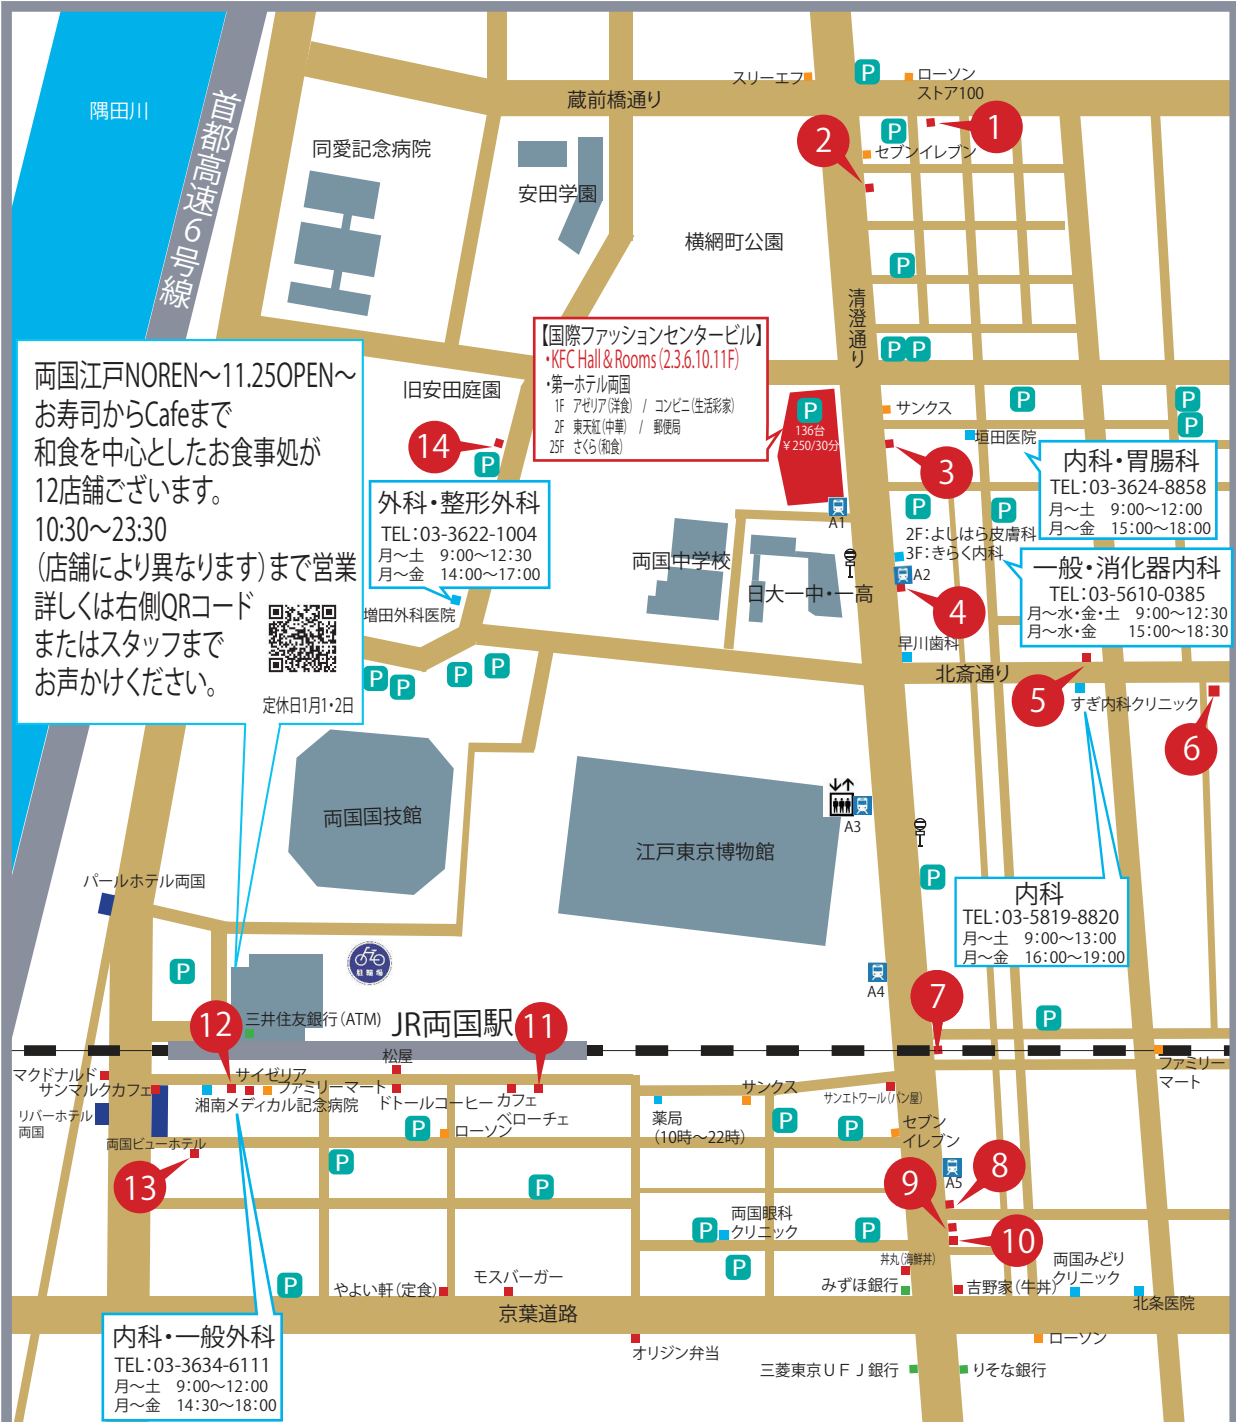 隅田川
首都高速6号線
スリーエフ
P
ローソン
ストア100
蔵前橋通り
1
P
2
セブンイレブン
同愛記念病院
安田学園
横網町公園
P
清澄通り
P P
【国際ファッションセンタービル】
・KFC Hall & Rooms (2.3.6.10.11F)
・第一ホテル両国
1F アゼリア(洋食) / コンビニ(生活彩家)
2F 東天紅(中華) / 郵便局
25F さくら(和食)
P
136台
￥250/30分
両国江戸NOREN～11.25OPEN～
お寿司からCafeまで
和食を中心としたお食事処が
12店舗ございます。
10:30～23:30
(店舗により異なります)まで営業
詳しくは右側QRコード
またはスタッフまで
お声かけください。
定休日1月1・2日
旧安田庭園
14
P
サンクス
P
P
P
垣田医院
3
内科・胃腸科
TEL:03-3624-8858
月～土 9:00～12:00
月～金 15:00～18:00
外科・整形外科
TEL:03-3622-1004
月～土 9:00～12:30
月～金 14:00～17:00
増田外科医院
A1
P
P
2F:よしはら皮膚科
3F:きらく内科
A2
一般・消化器内科
TEL:03-5610-0385
月～水・金・土 9:00～12:30
月～水・金 15:00～18:30
両国中学校
日大一中・一高
4
早川歯科
北斎通り
5
すぎ内科クリニック
6
P
P
P
P
両国国技館
江戸東京博物館
A3
P
パールホテル両国
内科
TEL:03-5819-8820
月～土 9:00～13:00
月～金 16:00～19:00
P
駐輪場
A4
7
P
12
三井住友銀行(ATM)
JR両国駅
11
松屋
マクドナルド
サンマルクカフェ
サイゼリア
ファミリーマート
湘南メディカル記念病院
ドトールコーヒー
カフェ
ベローチェ
サンクス
サンエトワール(パン屋)
ファミリー
マート
リバーホテル
両国
両国ビューホテル
P
ローソン
薬局
(10時～22時)
P
P
セブン
イレブン
13
P
P
A5
8
9
10
P
両国眼科
クリニック
P
P
丼丸(海鮮丼)
みずほ銀行
吉野家(牛丼)
両国みどり
クリニック
北条医院
P
やよい軒(定食)
モスバーガー
京葉道路
内科・一般外科
TEL:03-3634-6111
月～土 9:00～12:00
月～金 14:30～18:00
オリジン弁当
ローソン
三菱東京UFJ銀行
りそな銀行